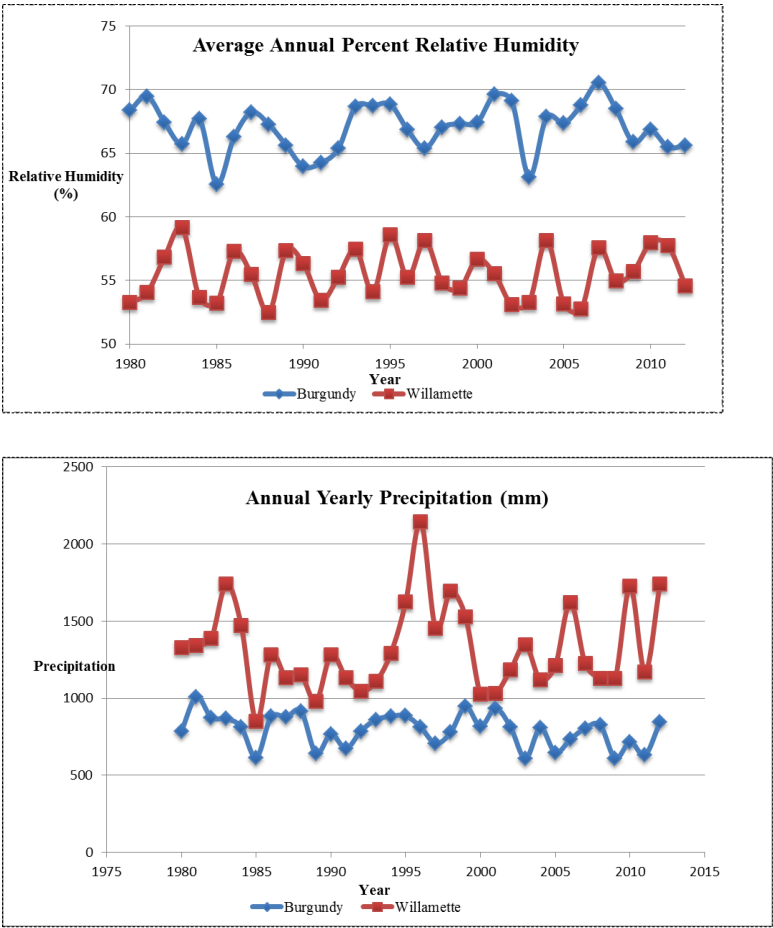 Average Annual Percent Relative Humidity
75
70
65
60
55
50
Relative Humidity
(%)
1980 1985 1990 1995 2000 2005 2010
Year
Burgundy Willamette
Annual Yearly Precipitation (mm)
2500
2000
1500
1000
500
0
Precipitation
1975 1980 1985 1990 1995 2000 2005 2010 2015
Year
Burgundy Willamette